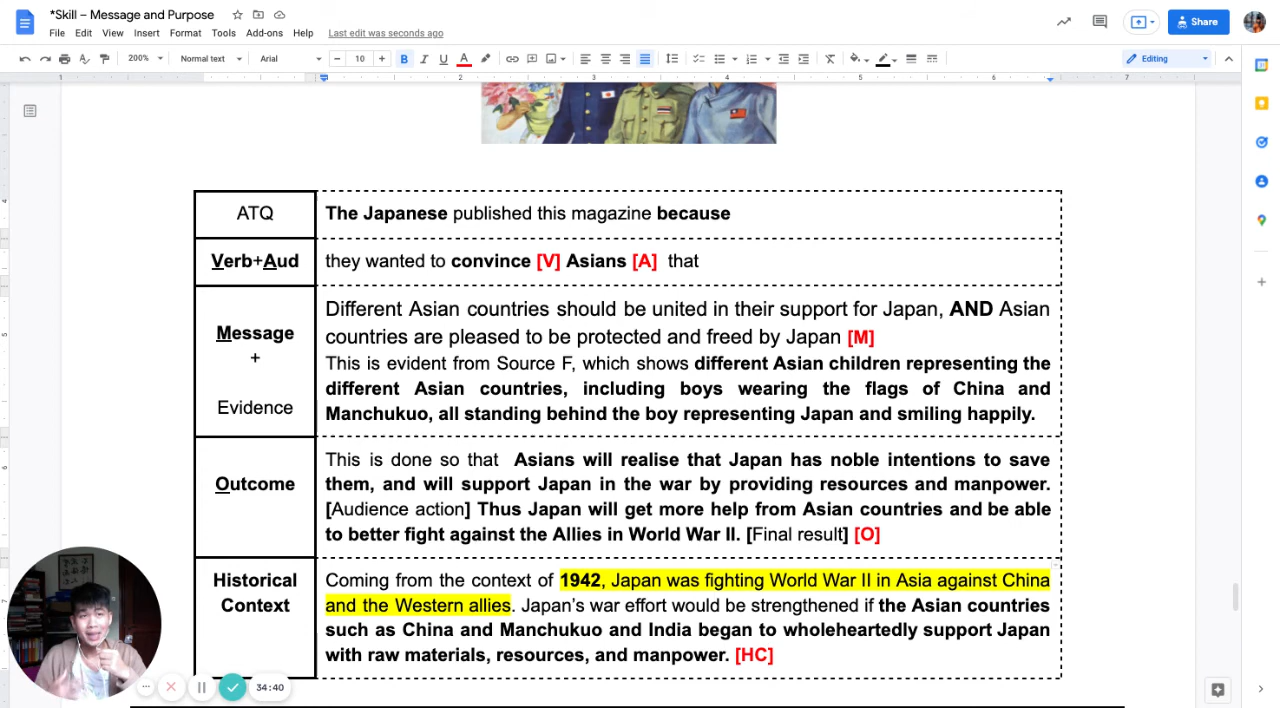 *Skill – Message and Purpose
File Edit View Insert Format Tools Add-ons Help Last edit was seconds ago
Share
200% Normal text Arial 10 B I U A Editing
1 2 3 4 5 6 7
ATQ
The Japanese published this magazine because
Verb+Aud
they wanted to convince [V] Asians [A] that
Message
+
Evidence
Different Asian countries should be united in their support for Japan, AND Asian
countries are pleased to be protected and freed by Japan [M]
This is evident from Source F, which shows different Asian children representing the
different Asian countries, including boys wearing the flags of China and
Manchukuo, all standing behind the boy representing Japan and smiling happily.
Outcome
This is done so that Asians will realise that Japan has noble intentions to save
them, and will support Japan in the war by providing resources and manpower.
[Audience action] Thus Japan will get more help from Asian countries and be able
to better fight against the Allies in World War II. [Final result] [O]
Historical
Context
Coming from the context of 1942, Japan was fighting World War II in Asia against China
and the Western allies. Japan’s war effort would be strengthened if the Asian countries
such as China and Manchukuo and India began to wholeheartedly support Japan
with raw materials, resources, and manpower. [HC]
34:40